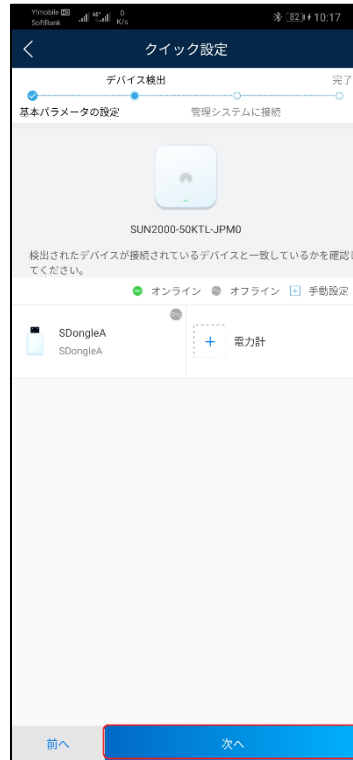 Y!mobile HD
SoftBank 4G+ 0 K/s 82 10:17
クイック設定
デバイス検出 完了
基本パラメータの設定 管理システムに接続
SUN2000-50KTL-JPM0
検出されたデバイスが接続されているデバイスと一致しているかを確認し
てください。
オンライン オフライン + 手動設定
SDongleA
SDongleA
+ 電力計
前へ 次へ